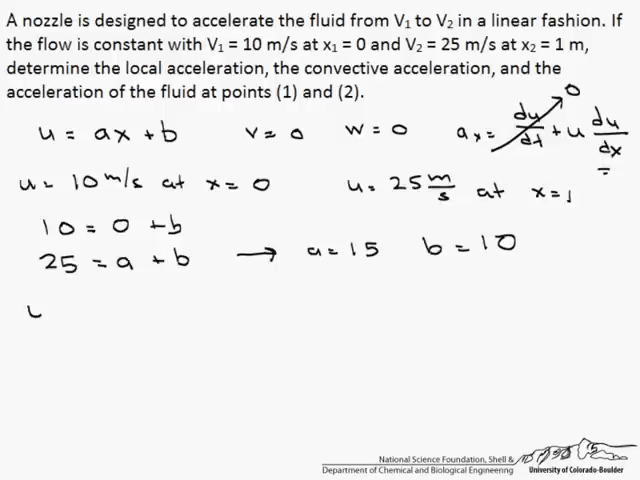 A nozzle is designed to accelerate the fluid from V₁ to V₂ in a linear fashion. If
the flow is constant with V₁ = 10 m/s at x₁ = 0 and V₂ = 25 m/s at x₂ = 1 m,
determine the local acceleration, the convective acceleration, and the
acceleration of the fluid at points (1) and (2).
u = ax + b v = 0 w = 0 aₓ = du/dt 0 + u du/dx =
u = 10 m/s at x = 0 u = 25 m/s at x = 1
10 = 0 + b
25 = a + b → a = 15 b = 10
u
National Science Foundation, Shell &
Department of Chemical and Biological Engineering University of Colorado-Boulder